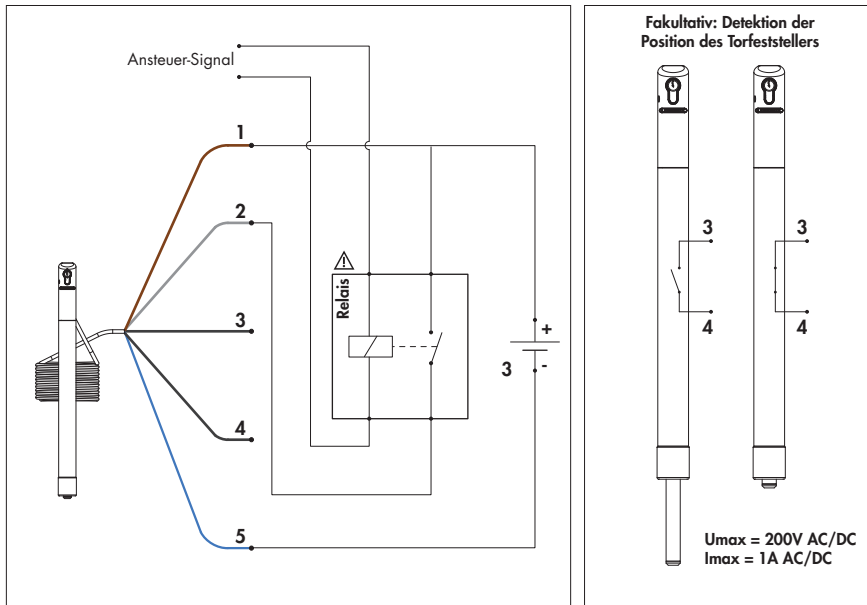 Ansteuer-Signal
1
2
3
4
5
Relais
+
3
-
Fakultativ: Detektion der
Position des Torfeststellers
3
4
3
4
Umax = 200V AC/DC
Imax = 1A AC/DC